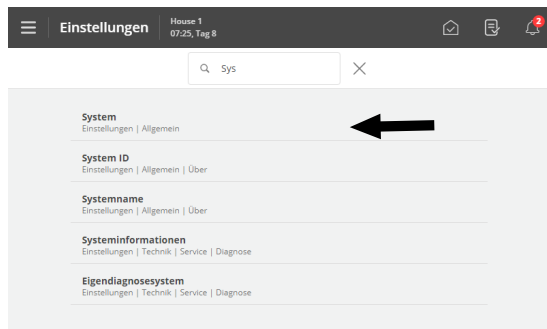 Einstellungen
House 1
07:25, Tag 8
2
Sys
System
Einstellungen | Allgemein
System ID
Einstellungen | Allgemein | Über
Systemname
Einstellungen | Allgemein | Über
Systeminformationen
Einstellungen | Technik | Service | Diagnose
Eigendiagnosesystem
Einstellungen | Technik | Service | Diagnose